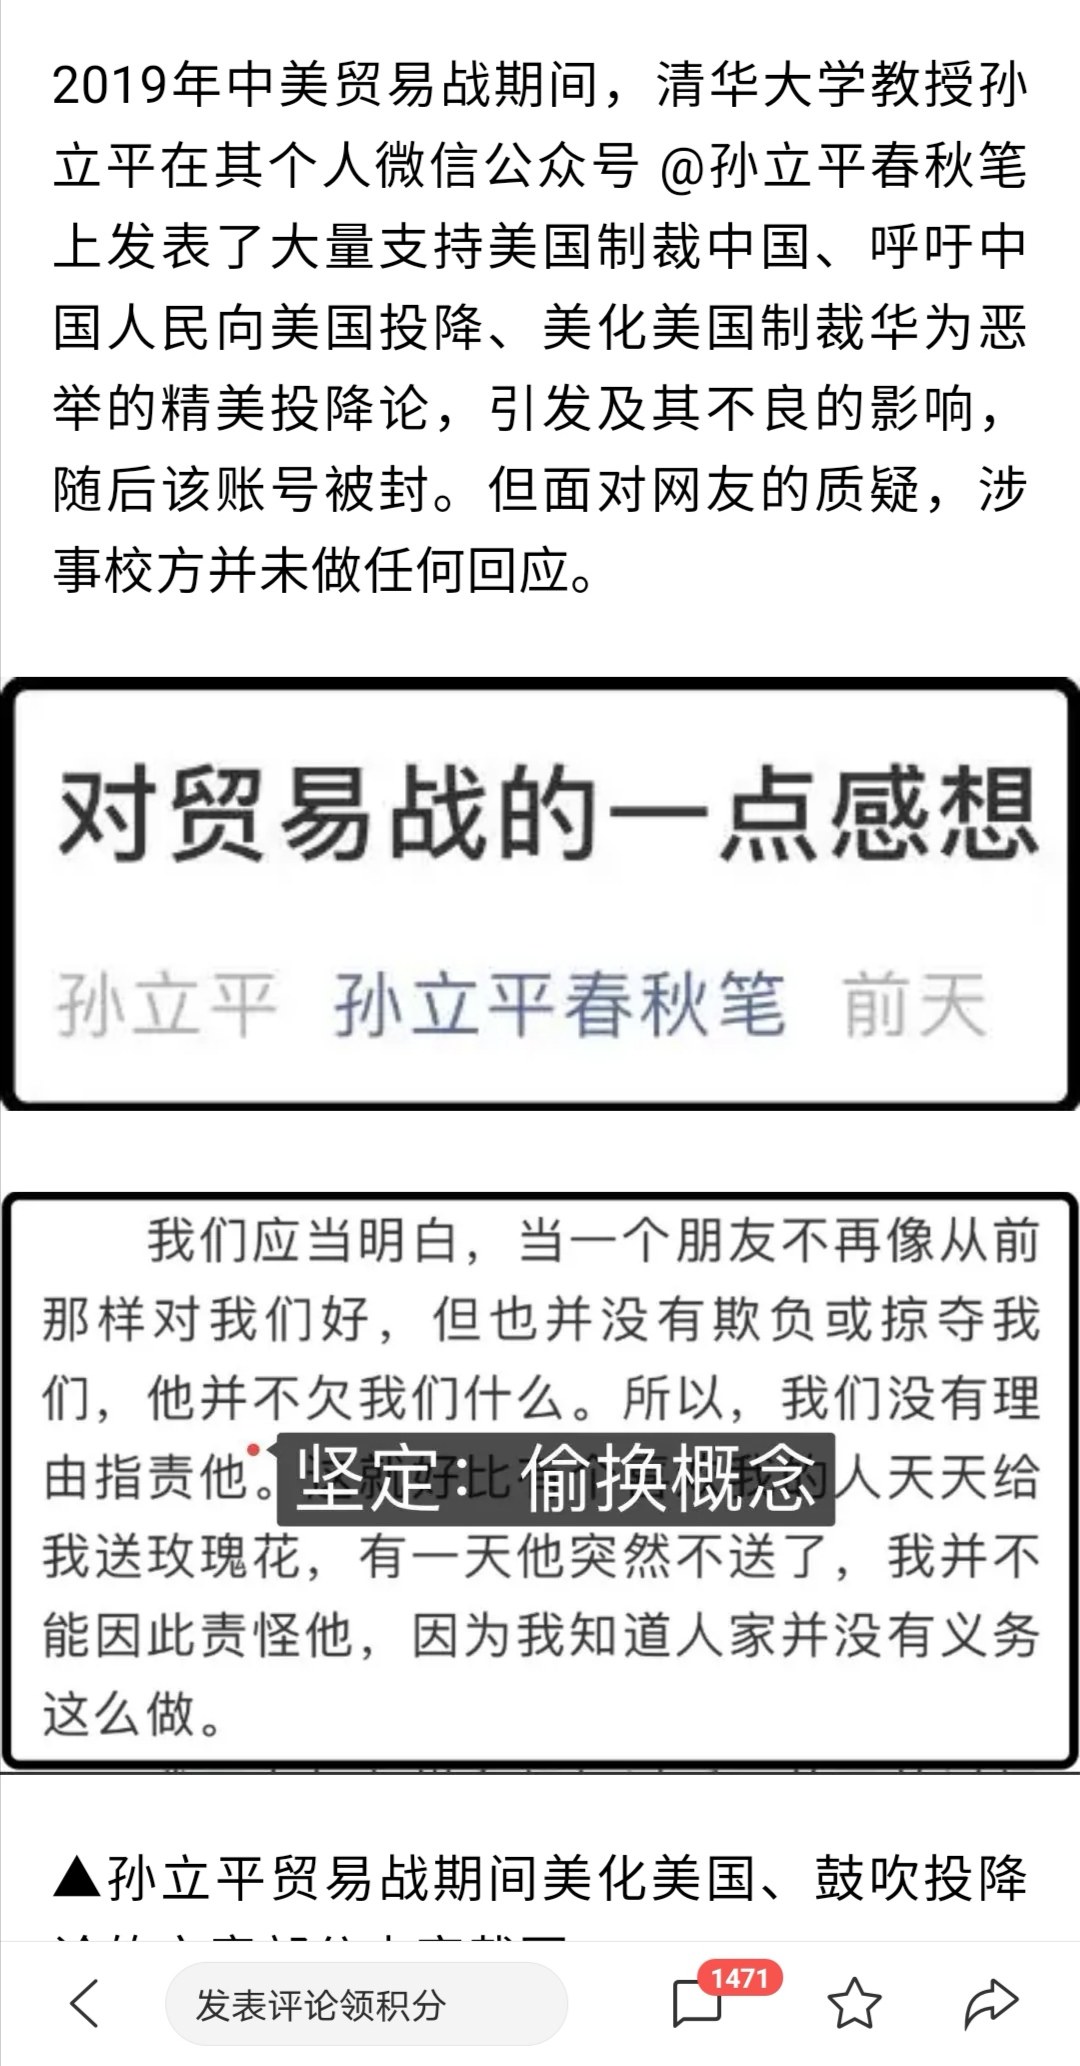 2019年中美贸易战期间，清华大学教授孙
立平在其个人微信公众号 @孙立平春秋笔
上发表了大量支持美国制裁中国、呼吁中
国人民向美国投降、美化美国制裁华为恶
举的精美投降论，引发及其不良的影响，
随后该账号被封。但面对网友的质疑，涉
事校方并未做任何回应。
对贸易战的一点感想
孙立平 孙立平春秋笔 前天
我们应当明白，当一个朋友不再像从前
那样对我们好，但也并没有欺负或掠夺我
们，他并不欠我们什么。所以，我们没有理
由指责他。 坚定：偷换概念 人天天给
我送玫瑰花，有一天他突然不送了，我并不
能因此责怪他，因为我知道人家并没有义务
这么做。
▲孙立平贸易战期间美化美国、鼓吹投降
发表评论领积分
1471